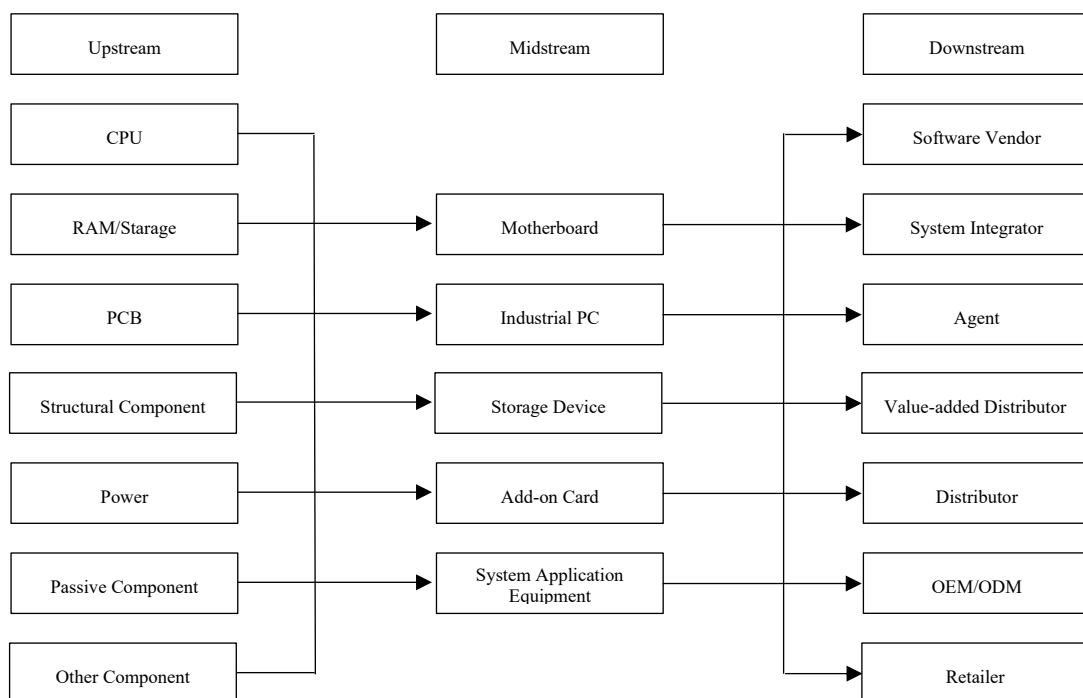 Upstream
Midstream
Downstream
CPU
Software Vendor
RAM/Starage
Motherboard
System Integrator
PCB
Industrial PC
Agent
Structural Component
Storage Device
Value-added Distributor
Power
Add-on Card
Distributor
Passive Component
System Application
Equipment
OEM/ODM
Other Component
Retailer